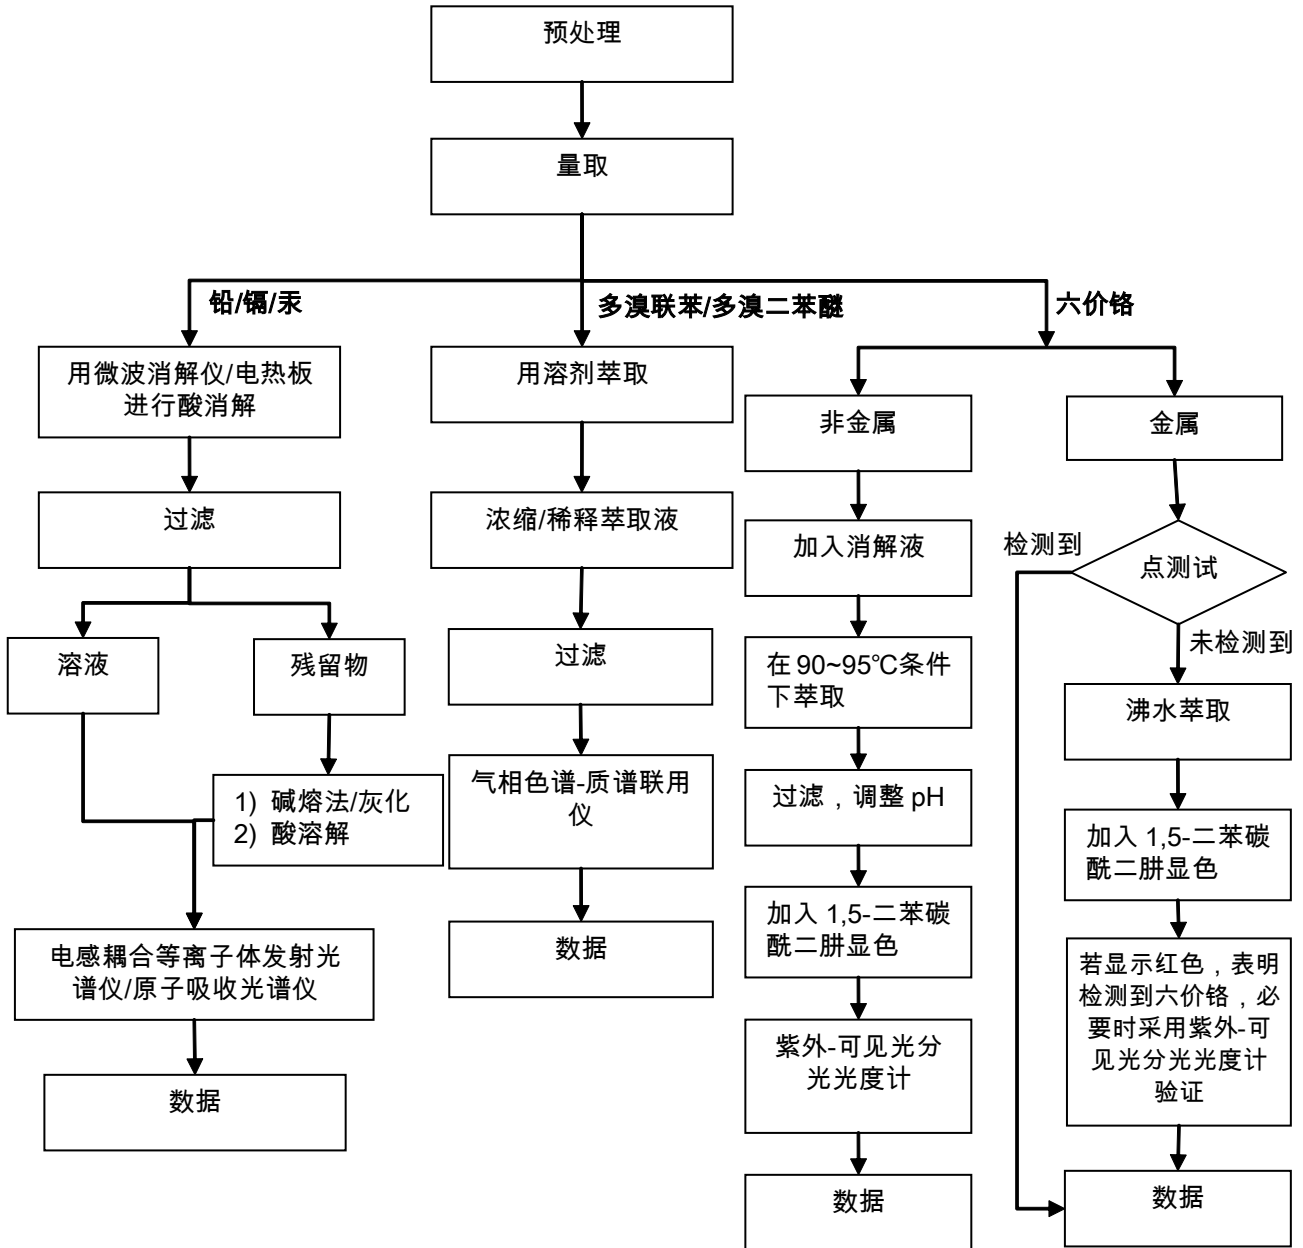 预处理
量取
铅/镉/汞
多溴联苯/多溴二苯醚
六价铬
用微波消解仪/电热板
进行酸消解
过滤
溶液
残留物
1) 碱熔法/灰化
2) 酸溶解
电感耦合等离子体发射光
谱仪/原子吸收光谱仪
数据
用溶剂萃取
浓缩/稀释萃取液
过滤
气相色谱-质谱联用
仪
数据
非金属
加入消解液
在 90~95℃条件
下萃取
过滤，调整 pH
加入 1,5-二苯碳
酰二肼显色
紫外-可见光分
光光度计
数据
金属
点测试
检测到
未检测到
沸水萃取
加入 1,5-二苯碳
酰二肼显色
若显示红色，表明
检测到六价铬，必
要时采用紫外-可
见光分光光度计
验证
数据